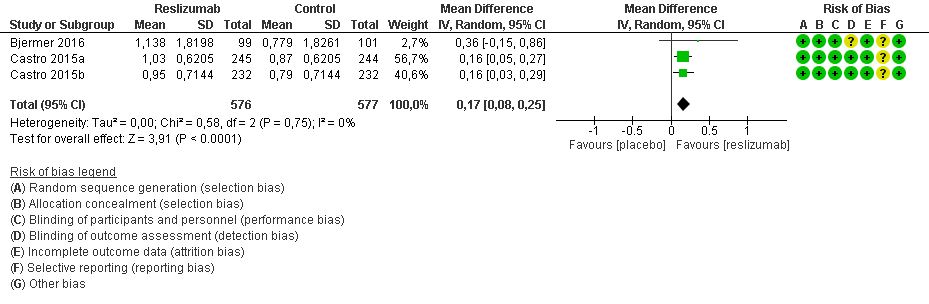 Reslizumab Control Mean Difference Mean Difference Risk of Bias
Study or Subgroup Mean SD Total Mean SD Total Weight IV, Random, 95% CI IV, Random, 95% CI A B C D E F G
Bjermer 2016 1,138 1,8198 99 0,779 1,8261 101 2,7% 0,36 [-0,15, 0,86] + + + ? + ? +
Castro 2015a 1,03 0,6205 245 0,87 0,6205 244 56,7% 0,16 [0,05, 0,27] + + + + + ? +
Castro 2015b 0,95 0,7144 232 0,79 0,7144 232 40,6% 0,16 [0,03, 0,29] + + + + + ? +
Total (95% CI) 576 577 100,0% 0,17 [0,08, 0,25]
Heterogeneity: Tau² = 0,00; Chi² = 0,58, df = 2 (P = 0,75); I² = 0%
Test for overall effect: Z = 3,91 (P < 0.0001)
-1 -0.5 0 0.5 1
Favours [placebo] Favours [reslizumab]
Risk of bias legend
(A) Random sequence generation (selection bias)
(B) Allocation concealment (selection bias)
(C) Blinding of participants and personnel (performance bias)
(D) Blinding of outcome assessment (detection bias)
(E) Incomplete outcome data (attrition bias)
(F) Selective reporting (reporting bias)
(G) Other bias